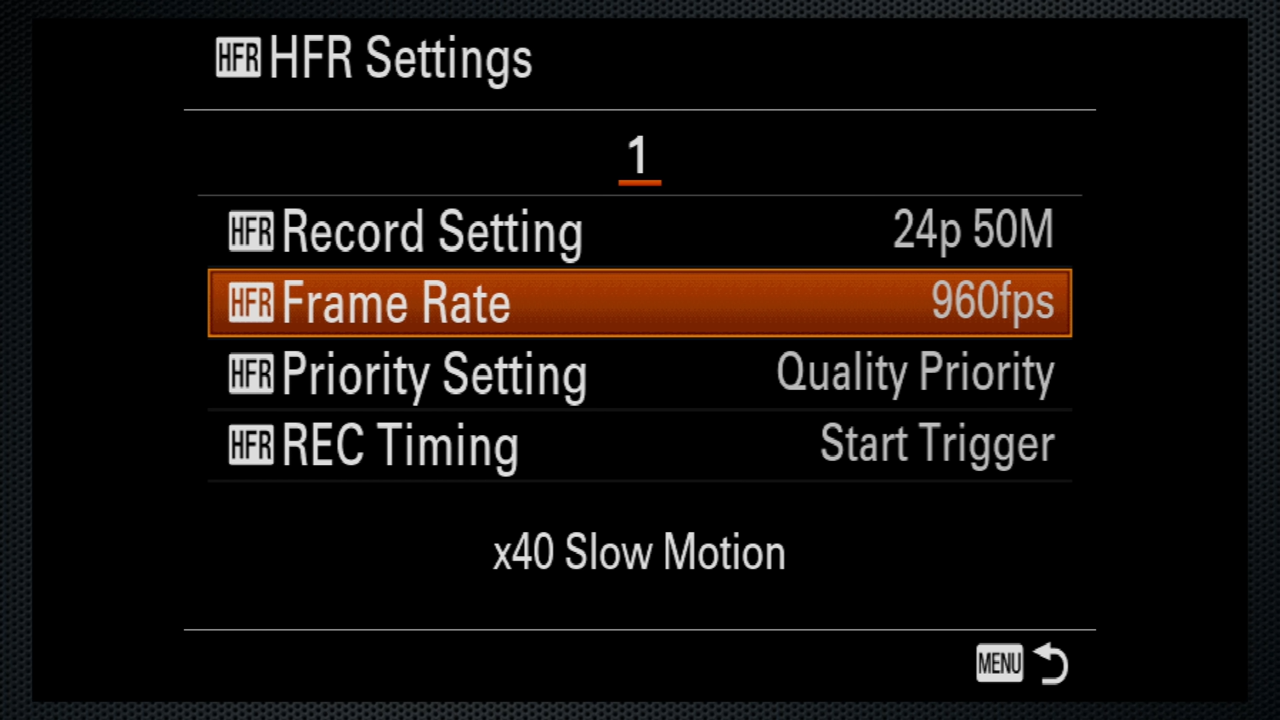 HFR HFR Settings
1
HFR Record Setting 24p 50M
HFR Frame Rate 960fps
HFR Priority Setting Quality Priority
HFR REC Timing Start Trigger
x40 Slow Motion
MENU